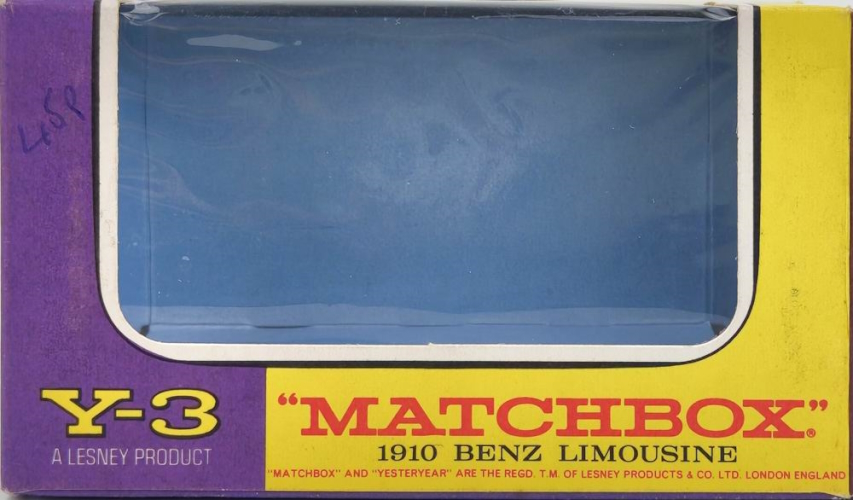 45p
Y-3
A LESNEY PRODUCT
"MATCHBOX"®
1910 BENZ LIMOUSINE
"MATCHBOX" AND "YESTERYEAR" ARE THE REGD. T.M. OF LESNEY PRODUCTS & CO. LTD. LONDON ENGLAND